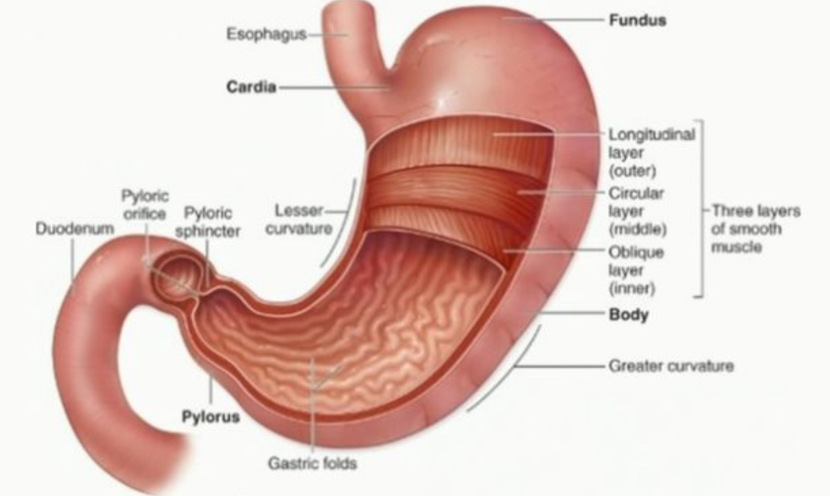 Esophagus
Fundus
Cardia
Longitudinal
layer
(outer)
Circular
layer
(middle)
Oblique
layer
(inner)
Three layers
of smooth
muscle
Pyloric
orifice
Pyloric
sphincter
Duodenum
Lesser
curvature
Body
Greater curvature
Pylorus
Gastric folds